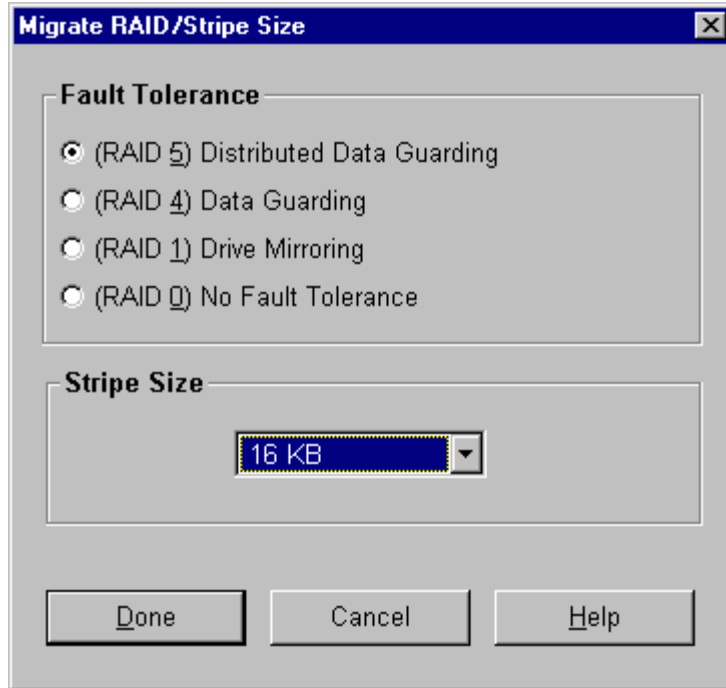 Migrate RAID/Stripe Size
Fault Tolerance
(RAID 5) Distributed Data Guarding
(RAID 4) Data Guarding
(RAID 1) Drive Mirroring
(RAID 0) No Fault Tolerance
Stripe Size
16 KB
Done
Cancel
Help